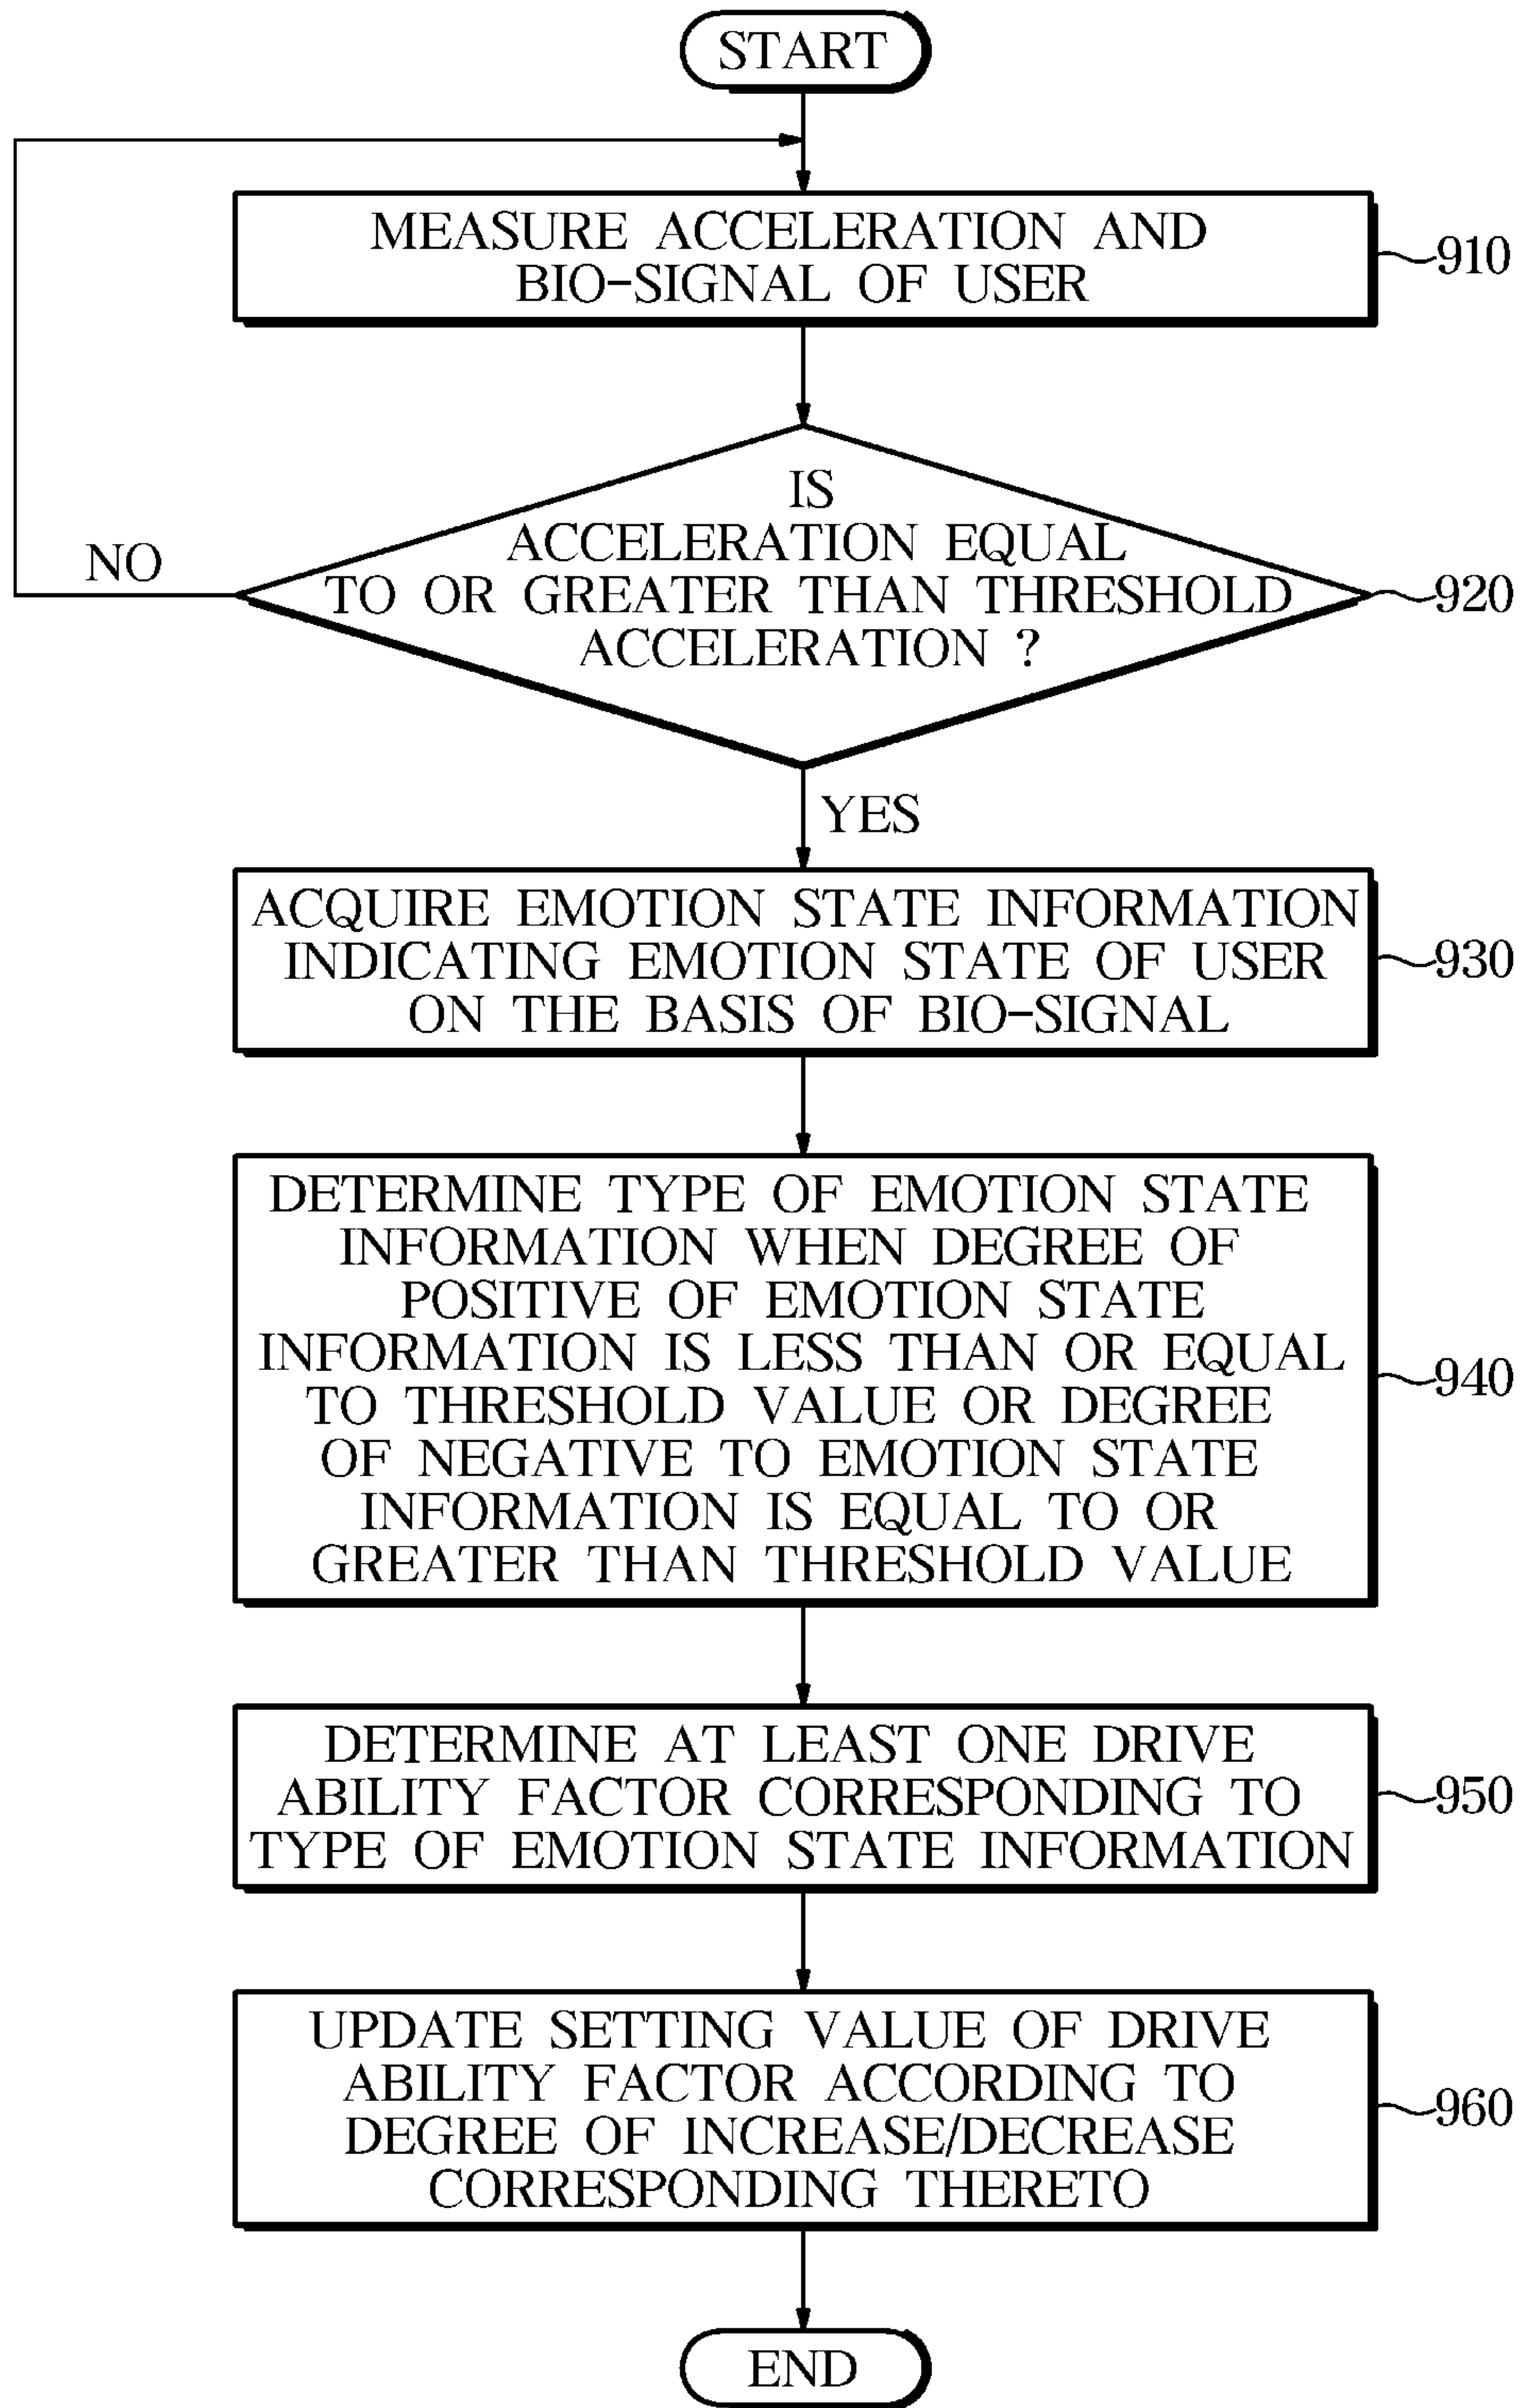 START
MEASURE ACCELERATION AND
BIO-SIGNAL OF USER
910
IS
ACCELERATION EQUAL
TO OR GREATER THAN THRESHOLD
ACCELERATION ?
920
NO
YES
ACQUIRE EMOTION STATE INFORMATION
INDICATING EMOTION STATE OF USER
ON THE BASIS OF BIO-SIGNAL
930
DETERMINE TYPE OF EMOTION STATE
INFORMATION WHEN DEGREE OF
POSITIVE OF EMOTION STATE
INFORMATION IS LESS THAN OR EQUAL
TO THRESHOLD VALUE OR DEGREE
OF NEGATIVE TO EMOTION STATE
INFORMATION IS EQUAL TO OR
GREATER THAN THRESHOLD VALUE
940
DETERMINE AT LEAST ONE DRIVE
ABILITY FACTOR CORRESPONDING TO
TYPE OF EMOTION STATE INFORMATION
950
UPDATE SETTING VALUE OF DRIVE
ABILITY FACTOR ACCORDING TO
DEGREE OF INCREASE/DECREASE
CORRESPONDING THERETO
960
END